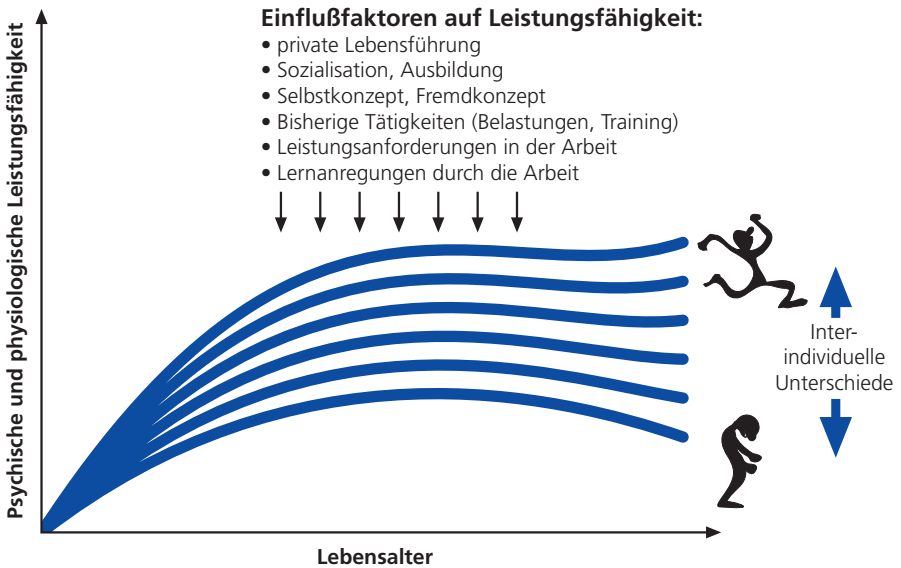 Einflußfaktoren auf Leistungsfähigkeit:
• private Lebensführung
• Sozialisation, Ausbildung
• Selbstkonzept, Fremdkonzept
• Bisherige Tätigkeiten (Belastungen, Training)
• Leistungsanforderungen in der Arbeit
• Lernanregungen durch die Arbeit
Psychische und physiologische Leistungsfähigkeit
Inter-
individuelle
Unterschiede
Lebensalter